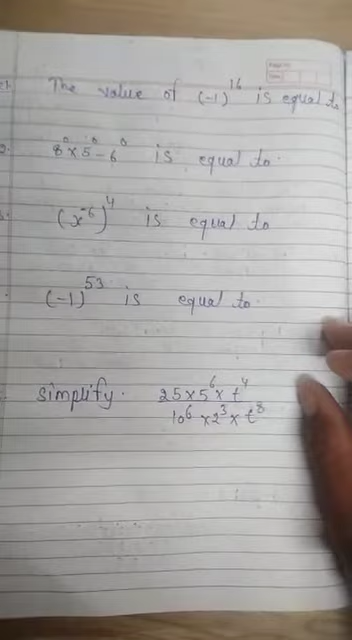 The value of (-1)^16 is equal to
8^0 x 5^0 - 6^0 is equal to.
(x^-6)^4 is equal to
(-1)^53 is equal to.
simplify. 25 x 5^6 x t^4
10^6 x 2^3 x t^8